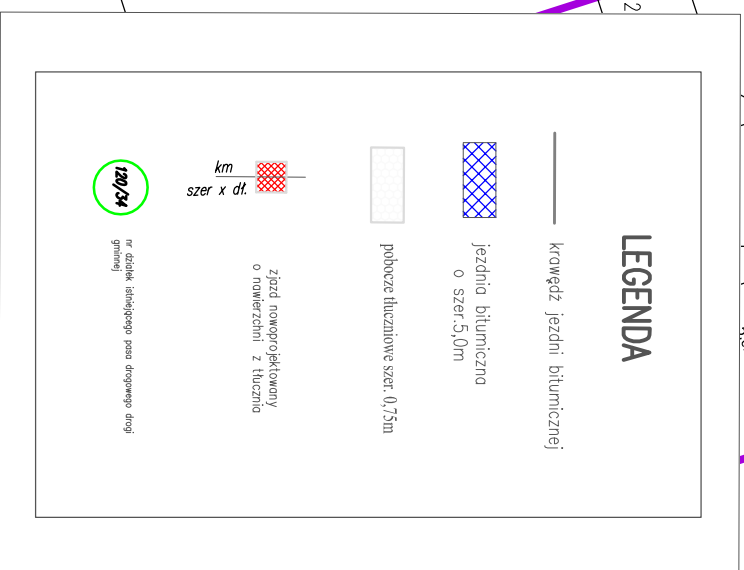 LEGENDA
krawędź jezdni bitumicznej
jezdnia bitumiczna
o szer.5,0m
pobocze tłuczniowe szer. 0,75m
km
szer x dł.
zjazd nowoprojektowany
o nawierzchni z tłucznia
120/34
nr działek istniejącego pasa drogowego drogi
gminnej
2